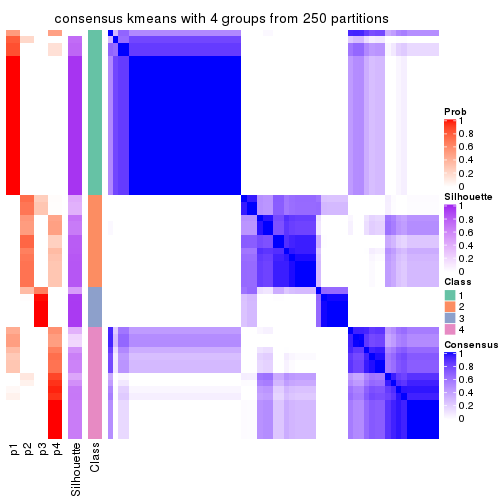 consensus kmeans with 4 groups from 250 partitions
Prob
1
0.8
0.6
0.4
0.2
0
Silhouette
1
0.8
0.6
0.4
0.2
0
Class
1
2
3
4
Consensus
1
0.8
0.6
0.4
0.2
0
p1
p2
p3
p4
Silhouette
Class